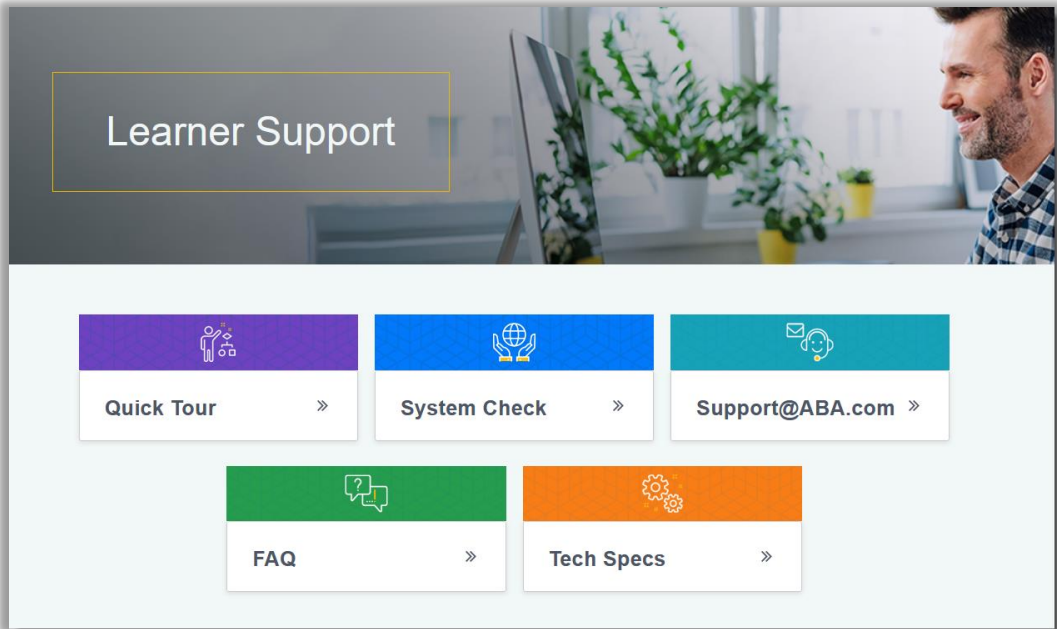 Learner Support
Quick Tour
System Check
Support@ABA.com
FAQ
Tech Specs